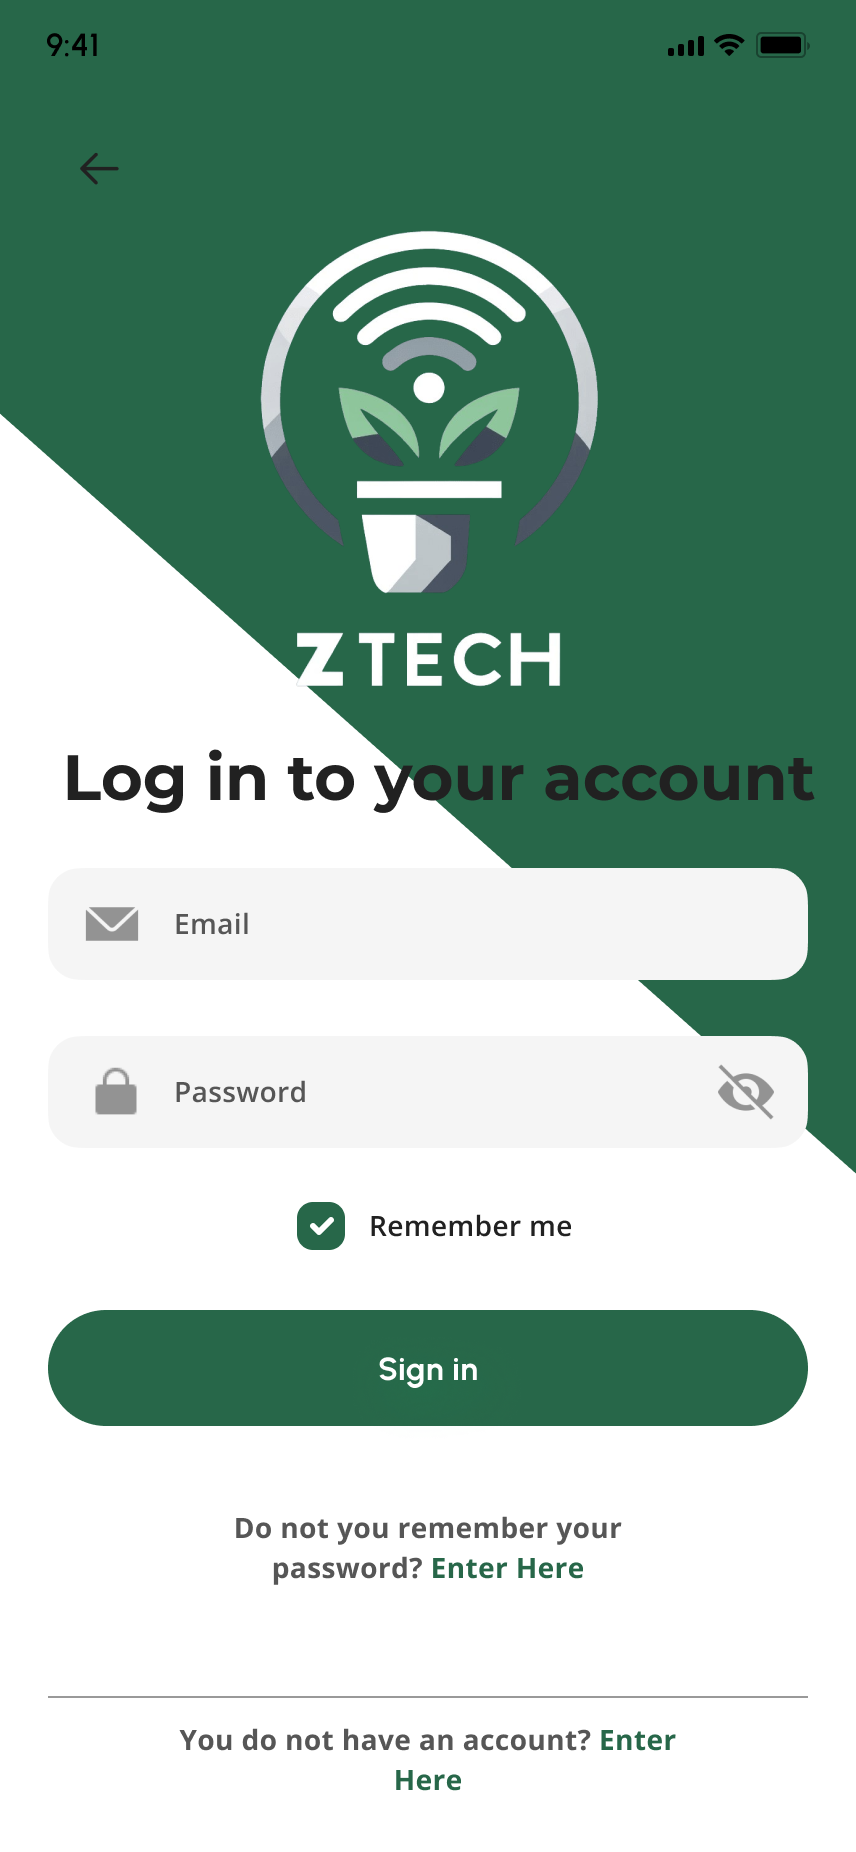 9:41
Z TECH
Log in to your account
Email
Password
Remember me
Sign in
Do not you remember your
password? Enter Here
You do not have an account? Enter
Here